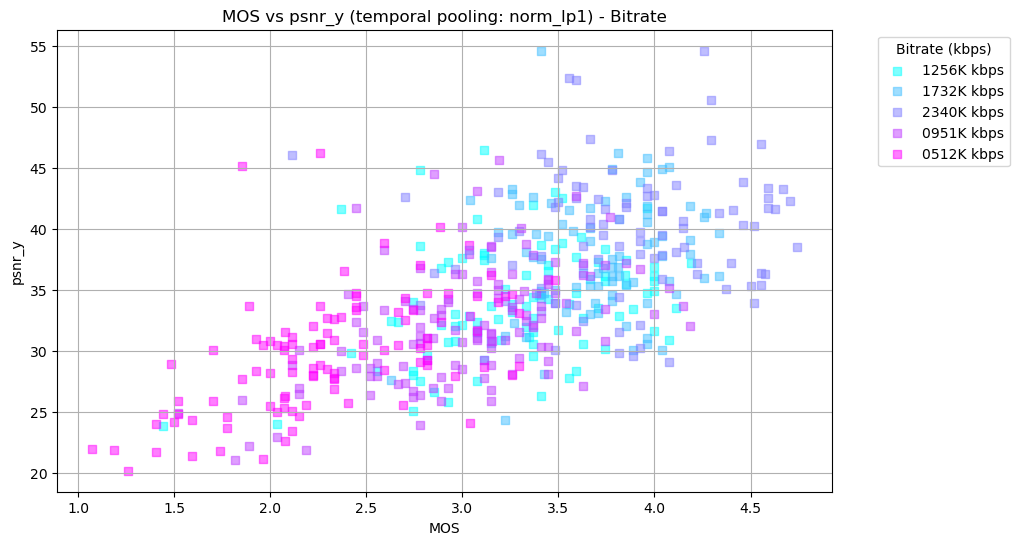 MOS vs psnr_y (temporal pooling: norm_lp1) - Bitrate
Bitrate (kbps)
1256K kbps
1732K kbps
2340K kbps
0951K kbps
0512K kbps
psnr_y
55
50
45
40
35
30
25
20
1.0 1.5 2.0 2.5 3.0 3.5 4.0 4.5
MOS